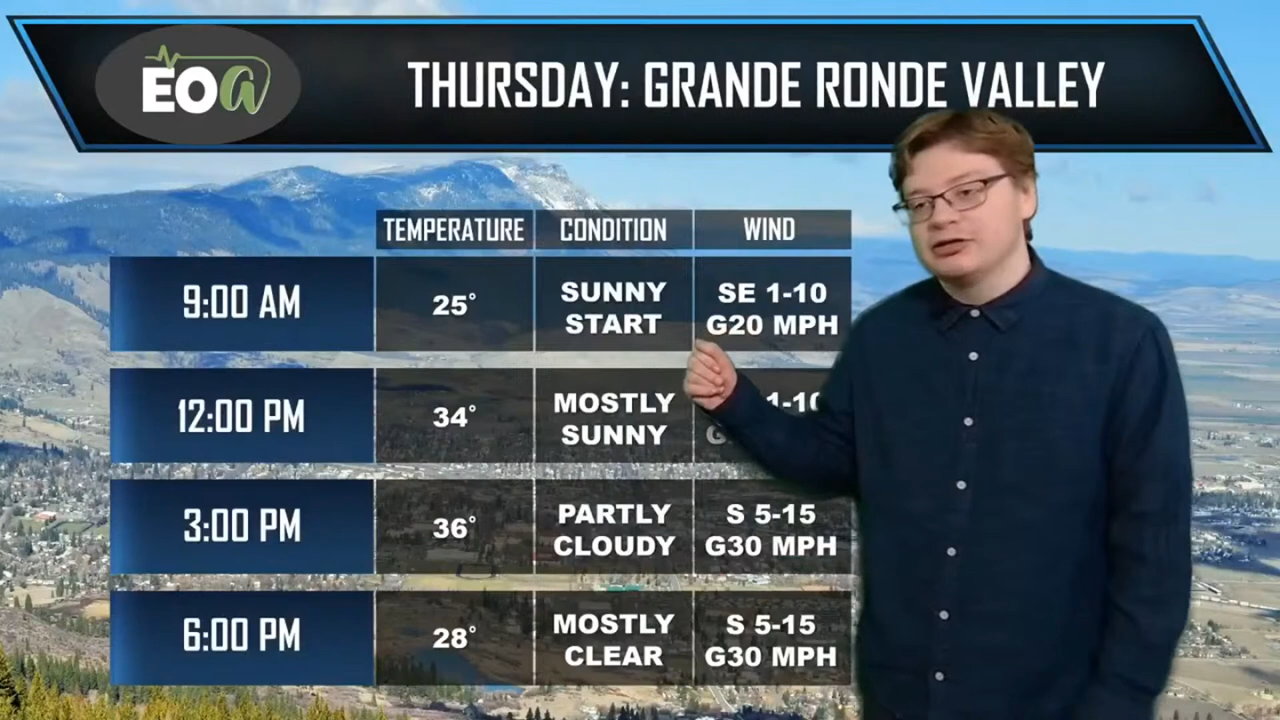 EOa
THURSDAY: GRANDE RONDE VALLEY
TEMPERATURE CONDITION WIND
9:00 AM 25° SUNNY START SE 1-10 G20 MPH
12:00 PM 34° MOSTLY SUNNY 1-10
3:00 PM 36° PARTLY CLOUDY S 5-15 G30 MPH
6:00 PM 28° MOSTLY CLEAR S 5-15 G30 MPH